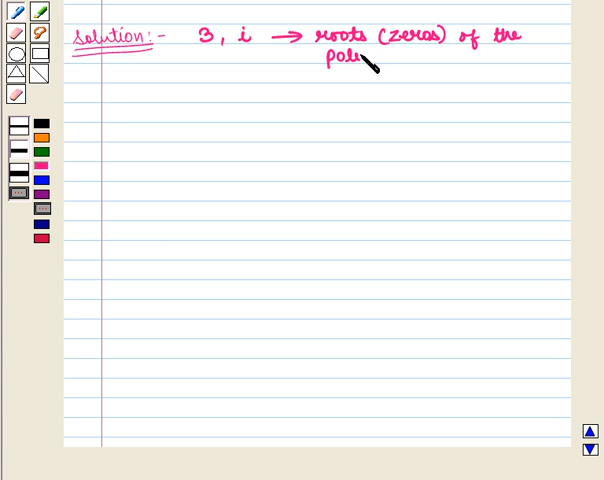 Solution:- 3, i → roots (zeros) of the
pol